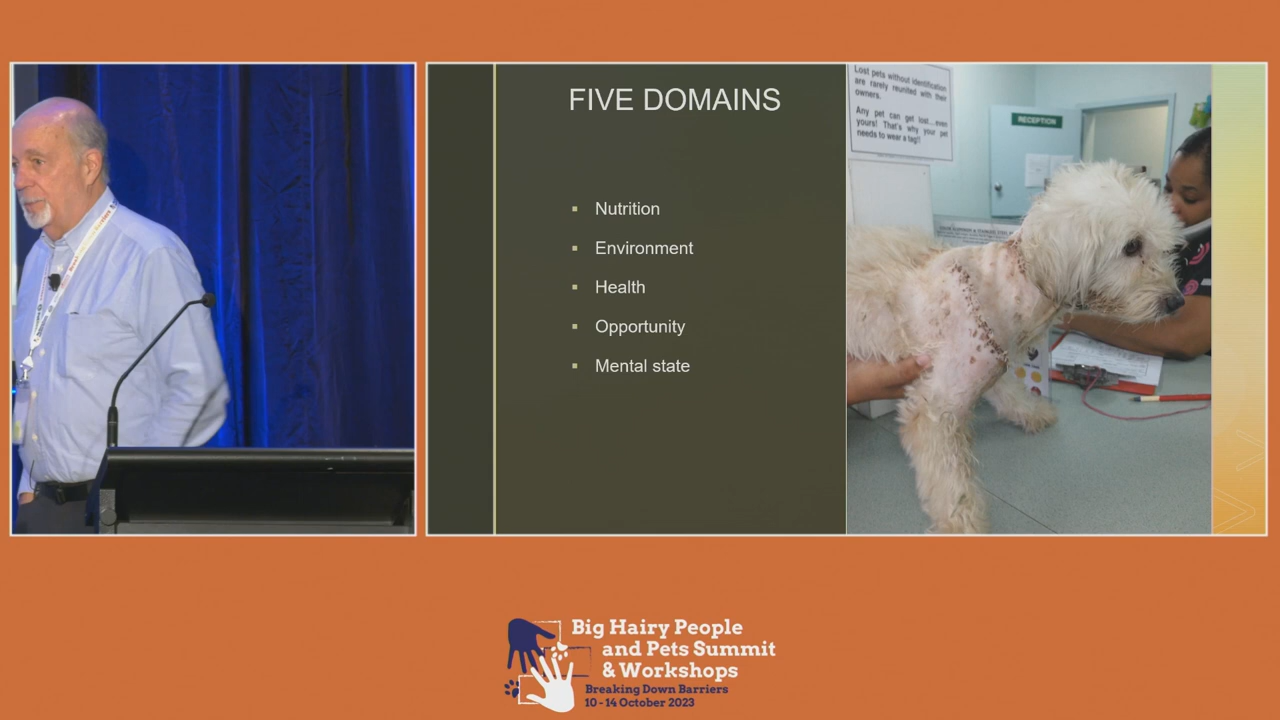 FIVE DOMAINS
Nutrition
Environment
Health
Opportunity
Mental state
Lost pets without identification
are rarely reunited with their
owners.
Any pet can get lost...even
yours! That's why your pet
needs to wear a tag!!
RECEPTION
Big Hairy People
and Pets Summit
& Workshops
Breaking Down Barriers
10 - 14 October 2023